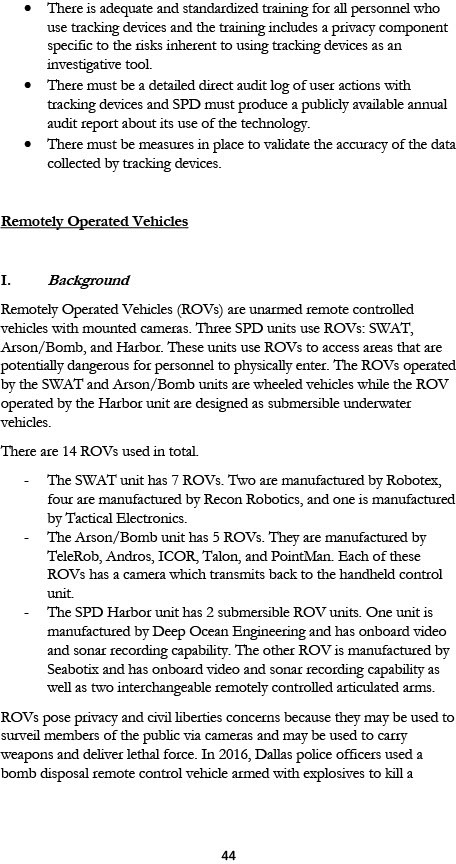 • There is adequate and standardized training for all personnel who
use tracking devices and the training includes a privacy component
specific to the risks inherent to using tracking devices as an
investigative tool.
• There must be a detailed direct audit log of user actions with
tracking devices and SPD must produce a publicly available annual
audit report about its use of the technology.
• There must be measures in place to validate the accuracy of the data
collected by tracking devices.
Remotely Operated Vehicles
I. Background
Remotely Operated Vehicles (ROVs) are unarmed remote controlled
vehicles with mounted cameras. Three SPD units use ROVs: SWAT,
Arson/Bomb, and Harbor. These units use ROVs to access areas that are
potentially dangerous for personnel to physically enter. The ROVs operated
by the SWAT and Arson/Bomb units are wheeled vehicles while the ROV
operated by the Harbor unit are designed as submersible underwater
vehicles.
There are 14 ROVs used in total.
- The SWAT unit has 7 ROVs. Two are manufactured by Robotex,
four are manufactured by Recon Robotics, and one is manufactured
by Tactical Electronics.
- The Arson/Bomb unit has 5 ROVs. They are manufactured by
TeleRob, Andros, ICOR, Talon, and PointMan. Each of these
ROVs has a camera which transmits back to the handheld control
unit.
- The SPD Harbor unit has 2 submersible ROV units. One unit is
manufactured by Deep Ocean Engineering and has onboard video
and sonar recording capability. The other ROV is manufactured by
Seabotix and has onboard video and sonar recording capability as
well as two interchangeable remotely controlled articulated arms.
ROVs pose privacy and civil liberties concerns because they may be used to
surveil members of the public via cameras and may be used to carry
weapons and deliver lethal force. In 2016, Dallas police officers used a
bomb disposal remote control vehicle armed with explosives to kill a
44